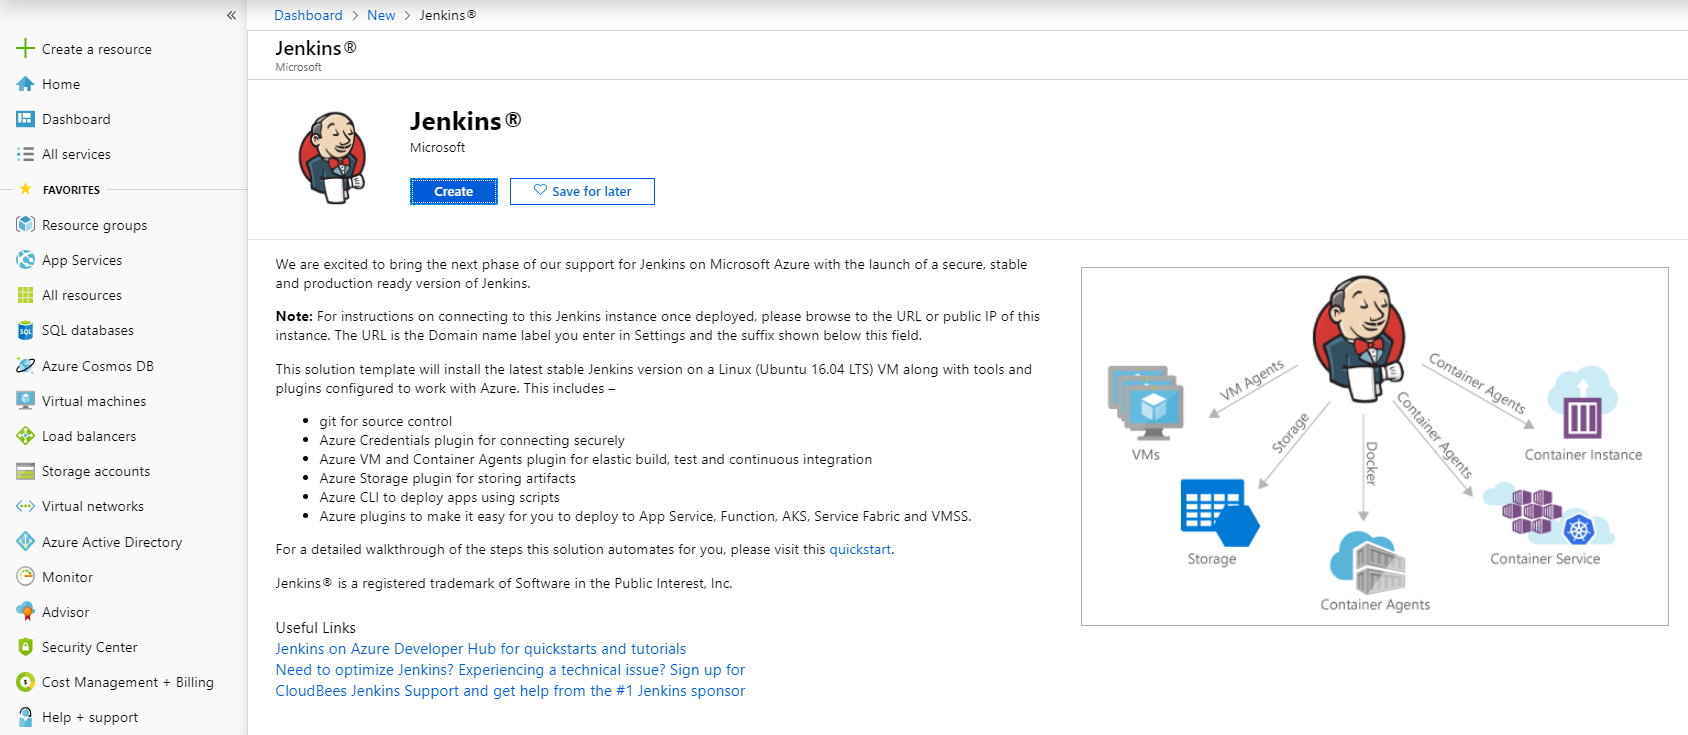 «
Dashboard > New > Jenkins®
Create a resource
Home
Dashboard
All services
FAVORITES
Resource groups
App Services
All resources
SQL databases
Azure Cosmos DB
Virtual machines
Load balancers
Storage accounts
Virtual networks
Azure Active Directory
Monitor
Advisor
Security Center
Cost Management + Billing
Help + support
Jenkins®
Microsoft
Jenkins®
Microsoft
Create
Save for later
We are excited to bring the next phase of our support for Jenkins on Microsoft Azure with the launch of a secure, stable
and production ready version of Jenkins.
Note: For instructions on connecting to this Jenkins instance once deployed, please browse to the URL or public IP of this
instance. The URL is the Domain name label you enter in Settings and the suffix shown below this field.
This solution template will install the latest stable Jenkins version on a Linux (Ubuntu 16.04 LTS) VM along with tools and
plugins configured to work with Azure. This includes –
• git for source control
• Azure Credentials plugin for connecting securely
• Azure VM and Container Agents plugin for elastic build, test and continuous integration
• Azure Storage plugin for storing artifacts
• Azure CLI to deploy apps using scripts
• Azure plugins to make it easy for you to deploy to App Service, Function, AKS, Service Fabric and VMSS.
For a detailed walkthrough of the steps this solution automates for you, please visit this quickstart.
Jenkins® is a registered trademark of Software in the Public Interest, Inc.
Useful Links
Jenkins on Azure Developer Hub for quickstarts and tutorials
Need to optimize Jenkins? Experiencing a technical issue? Sign up for
CloudBees Jenkins Support and get help from the #1 Jenkins sponsor
VM Agents
Storage
Docker
Container Agents
Container Agents
VMs
Container Instance
Storage
Container Service
Container Agents